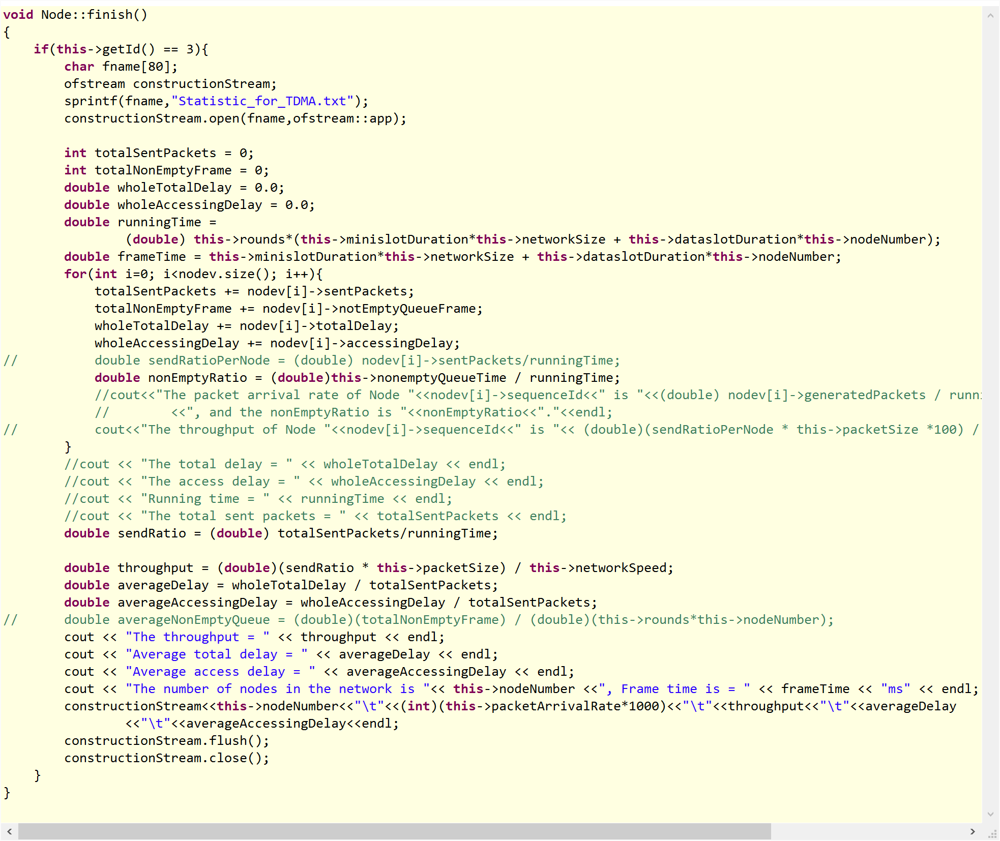 void Node::finish()
{
    if(this->getId() == 3){
        char fname[80];
        ofstream constructionStream;
        sprintf(fname,"Statistic_for_TDMA.txt");
        constructionStream.open(fname,ofstream::app);

        int totalSentPackets = 0;
        int totalNonEmptyFrame = 0;
        double wholeTotalDelay = 0.0;
        double wholeAccessingDelay = 0.0;
        double runningTime =
                (double) this->rounds*(this->minislotDuration*this->networkSize + this->dataslotDuration*this->nodeNumber);
        double frameTime = this->minislotDuration*this->networkSize + this->dataslotDuration*this->nodeNumber;
        for(int i=0; i<nodev.size(); i++){
            totalSentPackets += nodev[i]->sentPackets;
            totalNonEmptyFrame += nodev[i]->notEmptyQueueFrame;
            wholeTotalDelay += nodev[i]->totalDelay;
            wholeAccessingDelay += nodev[i]->accessingDelay;
//          double sendRatioPerNode = (double) nodev[i]->sentPackets/runningTime;
            double nonEmptyRatio = (double)this->nonemptyQueueTime / runningTime;
            //cout<<"The packet arrival rate of Node "<<nodev[i]->sequenceId<<" is "<<(double) nodev[i]->generatedPackets /
            //        <<", and the nonEmptyRatio is "<<nonEmptyRatio<<"."<<endl;
//          cout<<"The throughput of Node "<<nodev[i]->sequenceId<<" is "<< (double)(sendRatioPerNode * this->packetSize *100) /
        }
        //cout << "The total delay = " << wholeTotalDelay << endl;
        //cout << "The access delay = " << wholeAccessingDelay << endl;
        //cout << "Running time = " << runningTime << endl;
        //cout << "The total sent packets = " << totalSentPackets << endl;
        double sendRatio = (double) totalSentPackets/runningTime;

        double throughput = (double)(sendRatio * this->packetSize) / this->networkSpeed;
        double averageDelay = wholeTotalDelay / totalSentPackets;
        double averageAccessingDelay = wholeAccessingDelay / totalSentPackets;
//      double averageNonEmptyQueue = (double)(totalNonEmptyFrame) / (double)(this->rounds*this->nodeNumber);
        cout << "The throughput = " << throughput << endl;
        cout << "Average total delay = " << averageDelay << endl;
        cout << "Average access delay = " << averageAccessingDelay << endl;
        cout << "The number of nodes in the network is "<< this->nodeNumber <<", Frame time is = " << frameTime << "ms" << endl;
        constructionStream<<this->nodeNumber<<"\t"<<(int)(this->packetArrivalRate*1000)<<"\t"<<throughput<<"\t"<<averageDelay
                <<"\t"<<averageAccessingDelay<<endl;
        constructionStream.flush();
        constructionStream.close();
    }
}